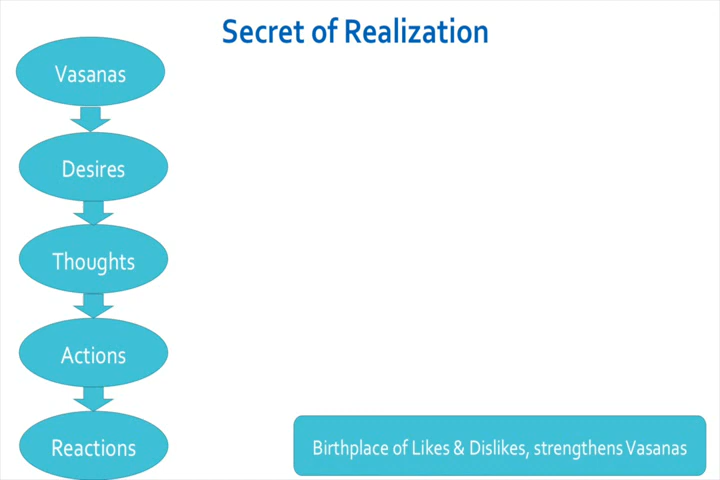 Secret of Realization
Vasanas
Desires
Thoughts
Actions
Reactions
Birthplace of Likes & Dislikes, strengthens Vasanas